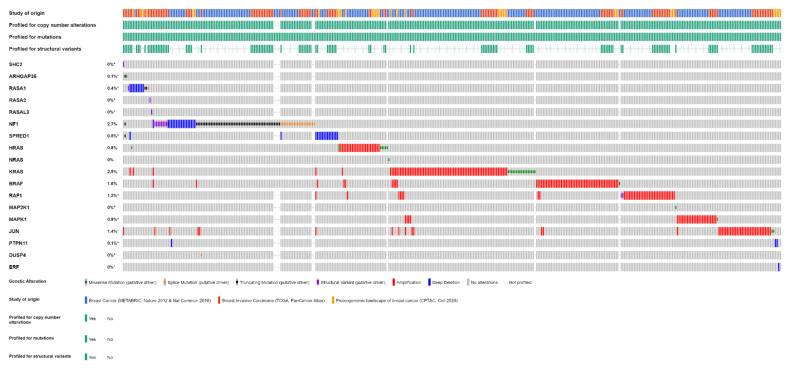 Study of origin
Profiled for copy number alterations
Profiled for mutations
Profiled for structural variants
SHC2 0%*
ARHGAP35 0.1%*
RASA1 0.4%*
RASA2 0%*
RASAL3 0%*
NF1 2.7%
SPRED1 0.5%*
HRAS 0.8%
NRAS 0%
KRAS 2.5%
BRAF 1.6%
RAP1 1.2%*
MAP2K1 0%*
MAPK1 0.9%*
JUN 1.4%*
PTPN11 0.1%*
DUSP4 0%*
ERF 0%*
Genetic Alteration Missense Mutation (putative driver) Splice Mutation (putative driver) Truncating Mutation (putative driver) Structural Variant (putative driver) Amplification Deep Deletion No alterations Not profiled
Study of origin Breast Cancer (METABRIC, Nature 2012 & Nat Commun 2016) Breast Invasive Carcinoma (TCGA, PanCancer Atlas) Proteogenomic landscape of breast cancer (CPTAC, Cell 2020)
Profiled for copy number alterations Yes No
Profiled for mutations Yes No
Profiled for structural variants Yes No